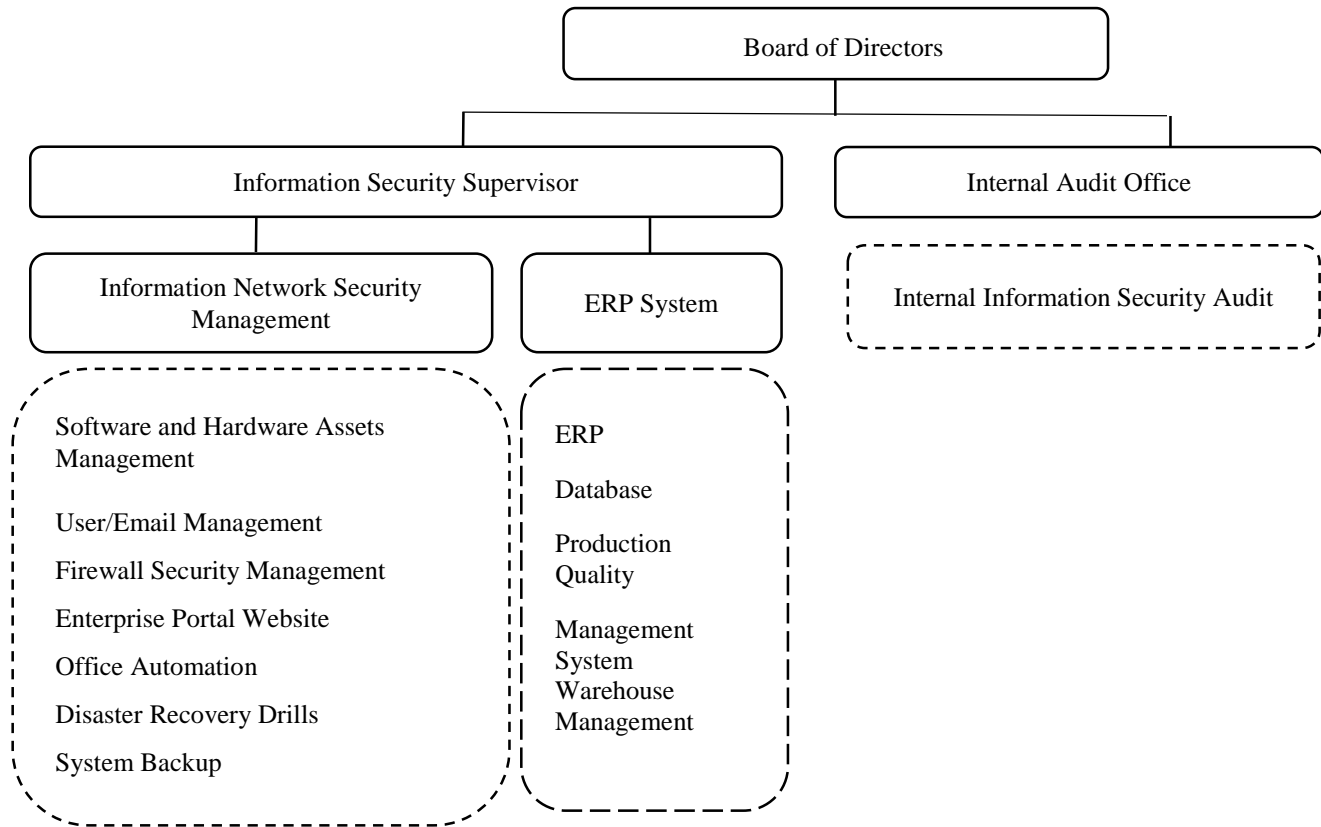 Board of Directors
Information Security Supervisor
Internal Audit Office
Information Network Security
Management
ERP System
Internal Information Security Audit
Software and Hardware Assets
Management
User/Email Management
Firewall Security Management
Enterprise Portal Website
Office Automation
Disaster Recovery Drills
System Backup
ERP
Database
Production
Quality
Management
System
Warehouse
Management